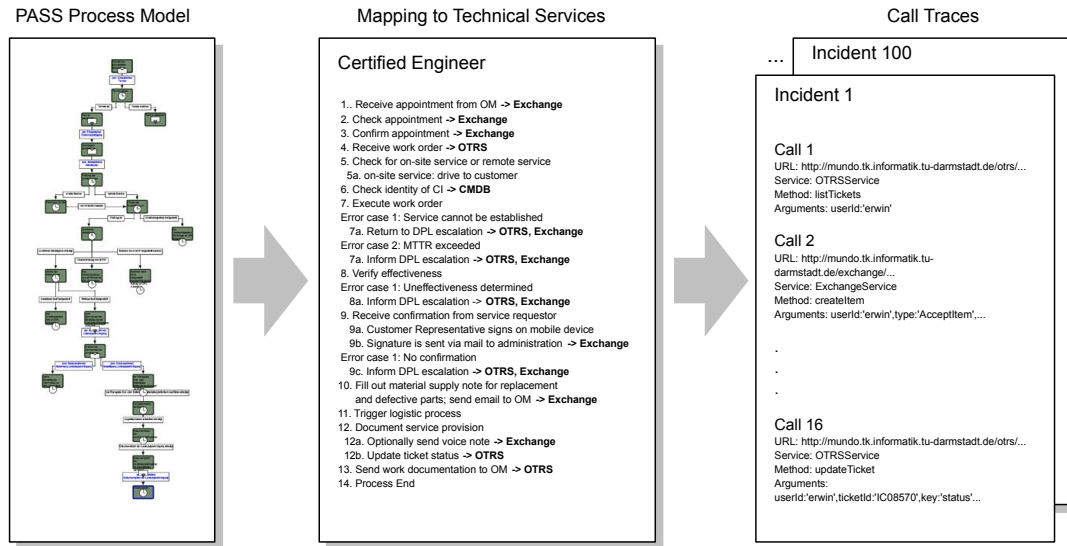 PASS Process Model
Mapping to Technical Services
Call Traces
Certified Engineer
1.. Receive appointment from OM -> Exchange
2. Check appointment -> Exchange
3. Confirm appointment -> Exchange
4. Receive work order -> OTRS
5. Check for on-site service or remote service
5a. on-site service: drive to customer
6. Check identity of CI -> CMDB
7. Execute work order
Error case 1: Service cannot be established
7a. Return to DPL escalation -> OTRS, Exchange
Error case 2: MTTR exceeded
7a. Inform DPL escalation -> OTRS, Exchange
8. Verify effectiveness
Error case 1: Uneffectiveness determined
8a. Inform DPL escalation -> OTRS, Exchange
9. Receive confirmation from service requestor
9a. Customer Representative signs on mobile device
9b. Signature is sent via mail to administration -> Exchange
Error case 1: No confirmation
9c. Inform DPL escalation -> OTRS, Exchange
10. Fill out material supply note for replacement
and defective parts; send email to OM -> Exchange
11. Trigger logistic process
12. Document service provision
12a. Optionally send voice note -> Exchange
12b. Update ticket status -> OTRS
13. Send work documentation to OM -> OTRS
14. Process End
... Incident 100
Incident 1
Call 1
URL: http://mundo.tk.informatik.tu-darmstadt.de/otrs/...
Service: OTRSService
Method: listTickets
Arguments: userId:'erwin'
Call 2
URL: http://mundo.tk.informatik.tu-
darmstadt.de/exchange/...
Service: ExchangeService
Method: createItem
Arguments: userId:'erwin',type:'AcceptItem',...
.
.
.
Call 16
URL: http://mundo.tk.informatik.tu-darmstadt.de/otrs/...
Service: OTRSService
Method: updateTicket
Arguments:
userId:'erwin',ticketId:'IC08570',key:'status'...